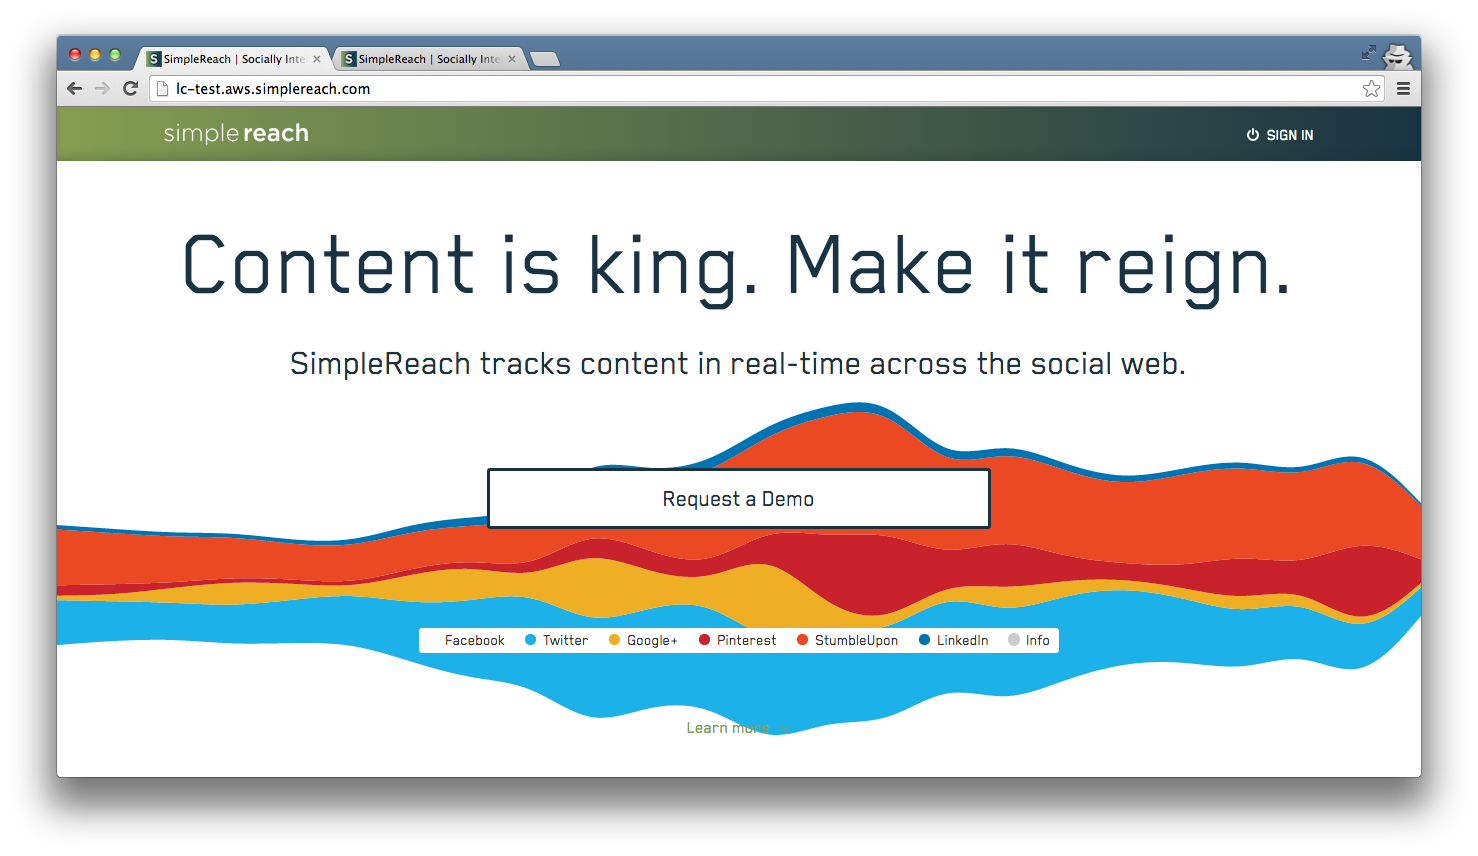 SimpleReach | Socially Inte
SimpleReach | Socially Inte
lc-test.aws.simplereach.com
simplereach
SIGN IN
Content is king. Make it reign.
SimpleReach tracks content in real-time across the social web.
Request a Demo
Facebook Twitter Google+ Pinterest StumbleUpon LinkedIn Info
Learn more